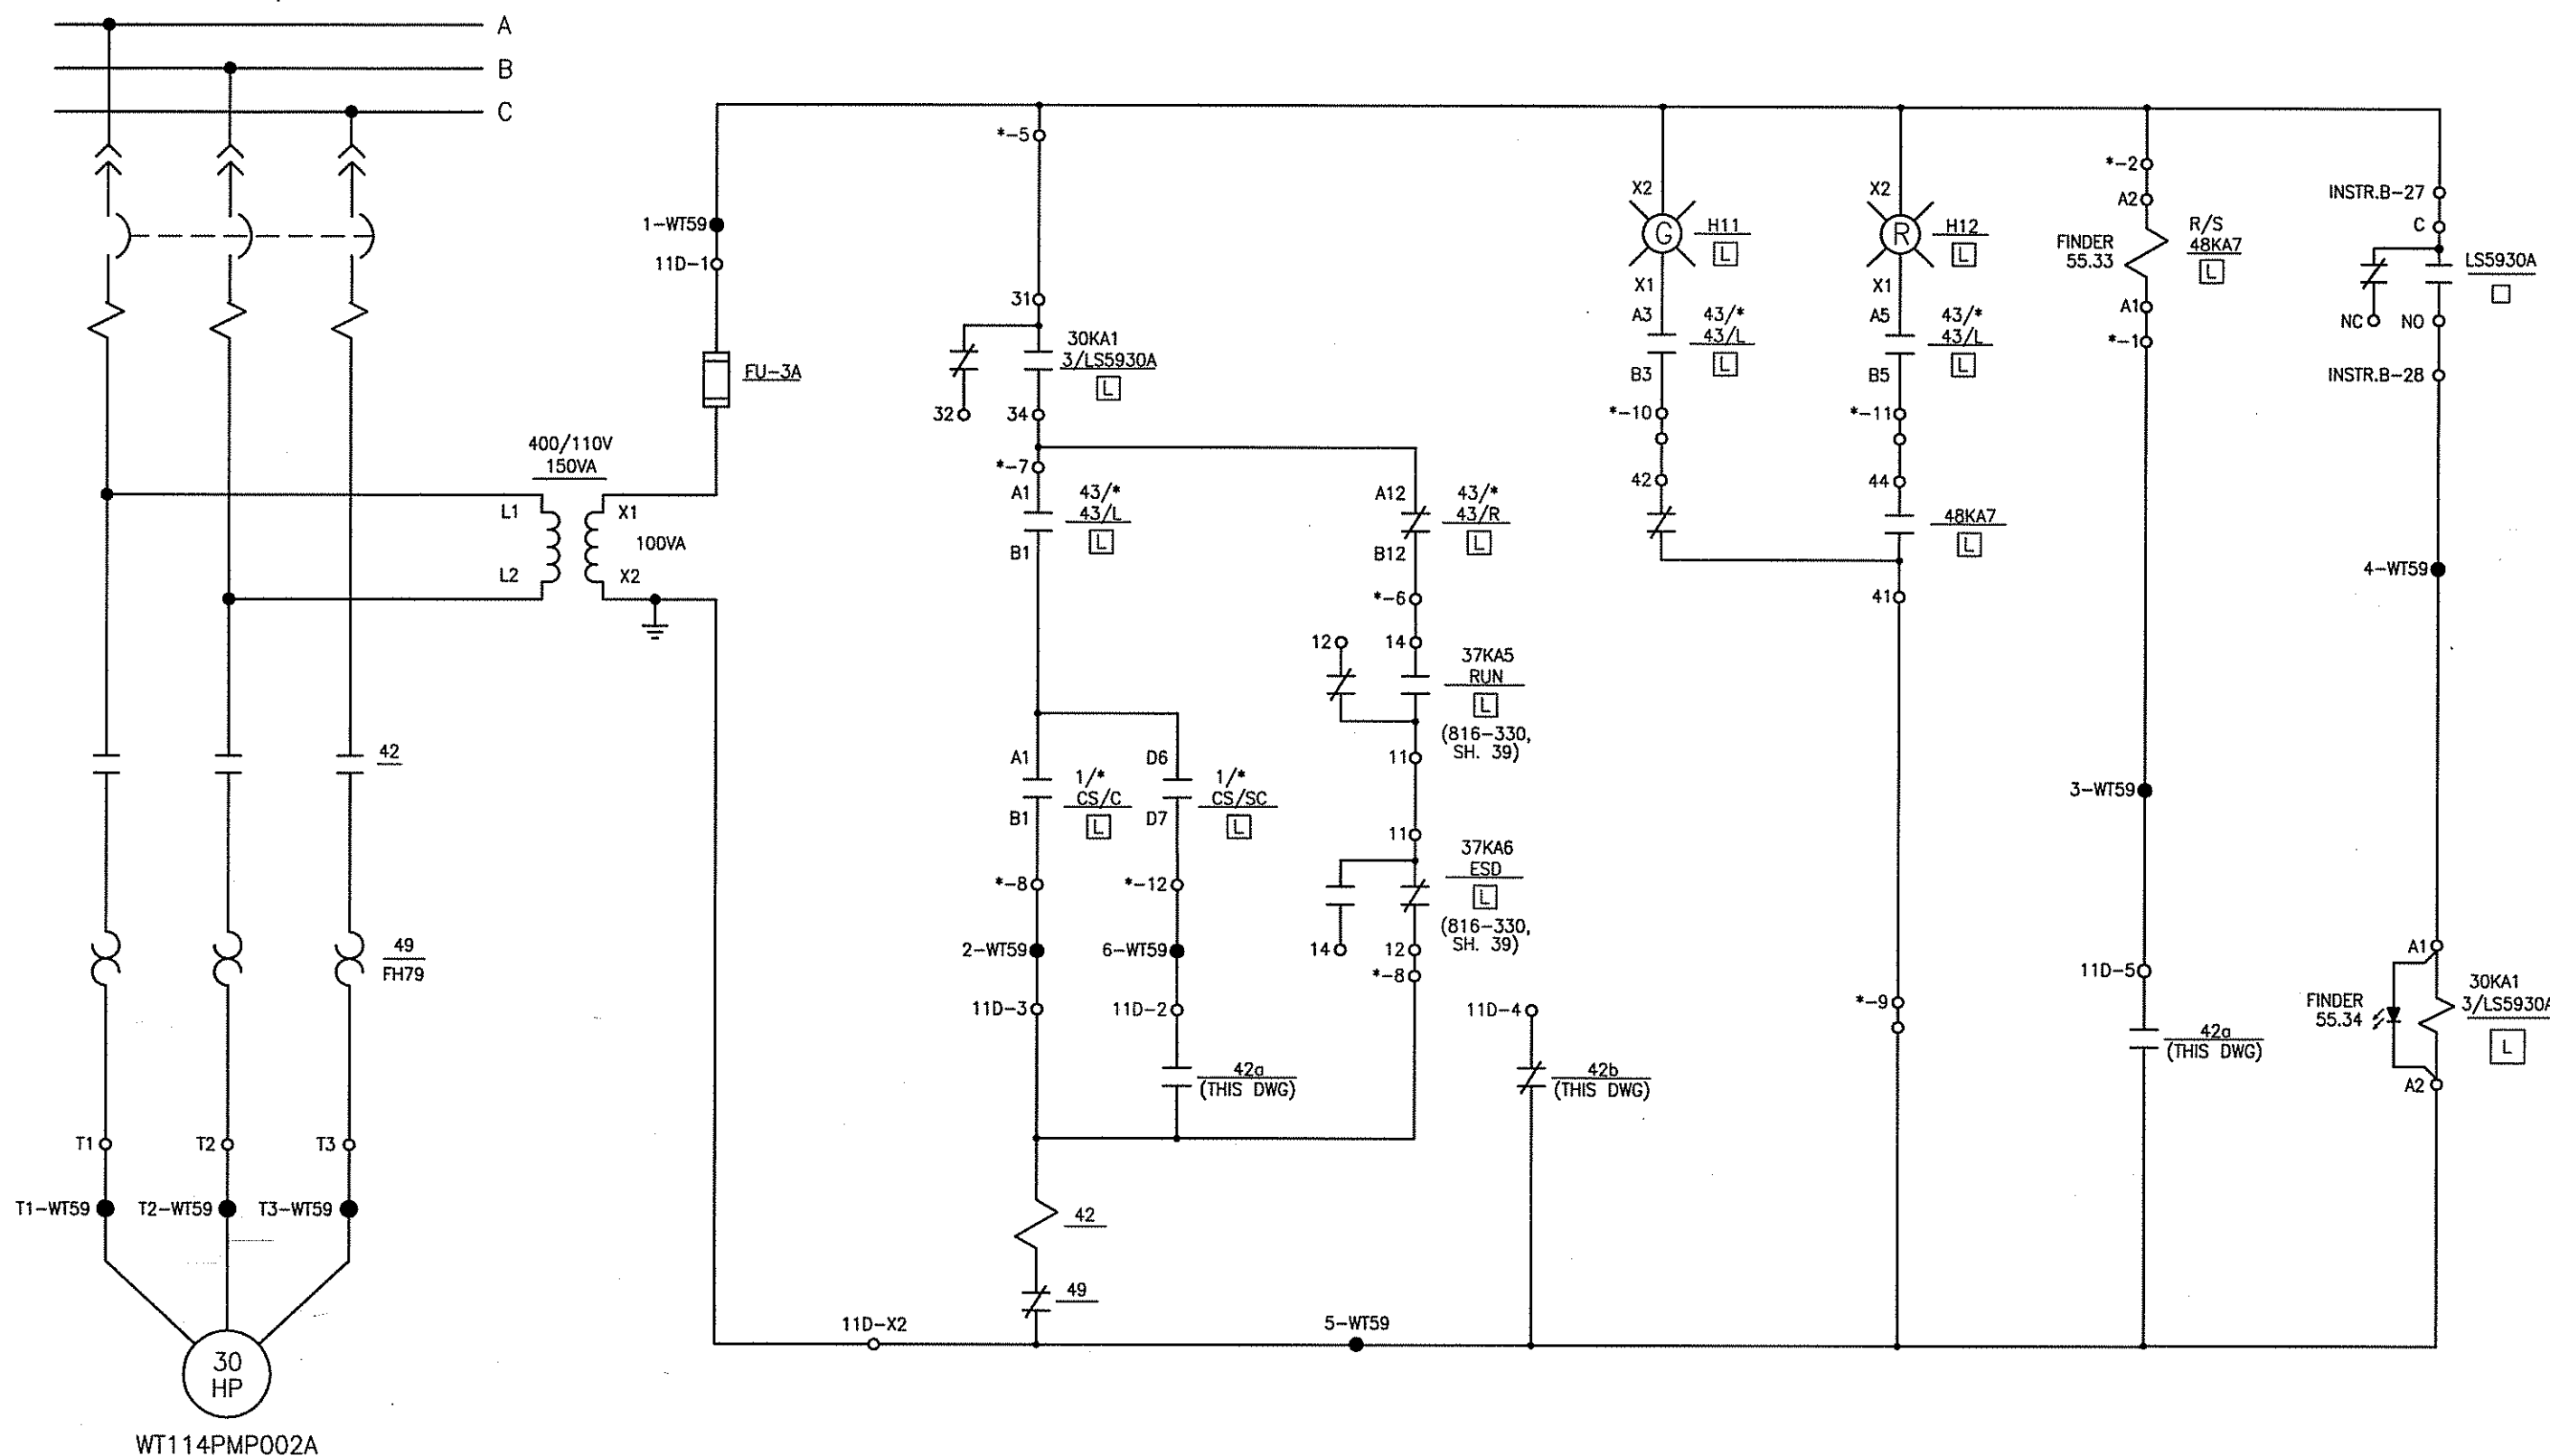 A
B
C
*-5
*-2
X2
X2
INSTR.B-27
A2
1-WT59
G
H11
R
H12
R/S
C
L
L
FINDER
55.33
48KA7
L
LS5930A
11D-1
X1
X1
31
A1
A3
43/*
43/L
L
A5
43/*
43/L
L
NC
NO
*-1
30KA1
3/LS5930A
L
FU-3A
B3
B5
INSTR.B-28
32
34
*-10
*-11
400/110V
150VA
*-7
42
44
L1
X1
A1
43/*
43/L
L
A12
43/*
43/R
L
48KA7
L
100VA
B1
B12
4-WT59
L2
X2
*-6
41
12
14
37KA5
RUN
L
(816-330,
SH. 39)
42
A1
D6
11
1/*
CS/C
L
1/*
CS/SC
L
3-WT59
B1
D7
11
37KA6
ESD
L
(816-330,
SH. 39)
*-8
*-12
49
FH79
2-WT59
6-WT59
14
12
*-8
A1
11D-5
11D-3
11D-2
11D-4
*-9
FINDER
55.34
30KA1
3/LS5930A
L
42a
(THIS DWG)
42a
(THIS DWG)
42b
(THIS DWG)
A2
T1
T2
T3
T1-WT59
T2-WT59
T3-WT59
42
49
11D-X2
5-WT59
30
HP
WT114PMP002A